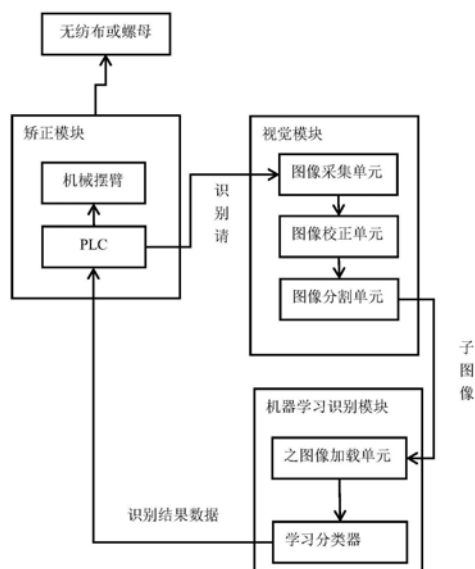 无纺布或螺母
矫正模块
机械摆臂
PLC
识别请
视觉模块
图像采集单元
图像校正单元
图像分割单元
子图像
机器学习识别模块
之图像加载单元
学习分类器
识别结果数据